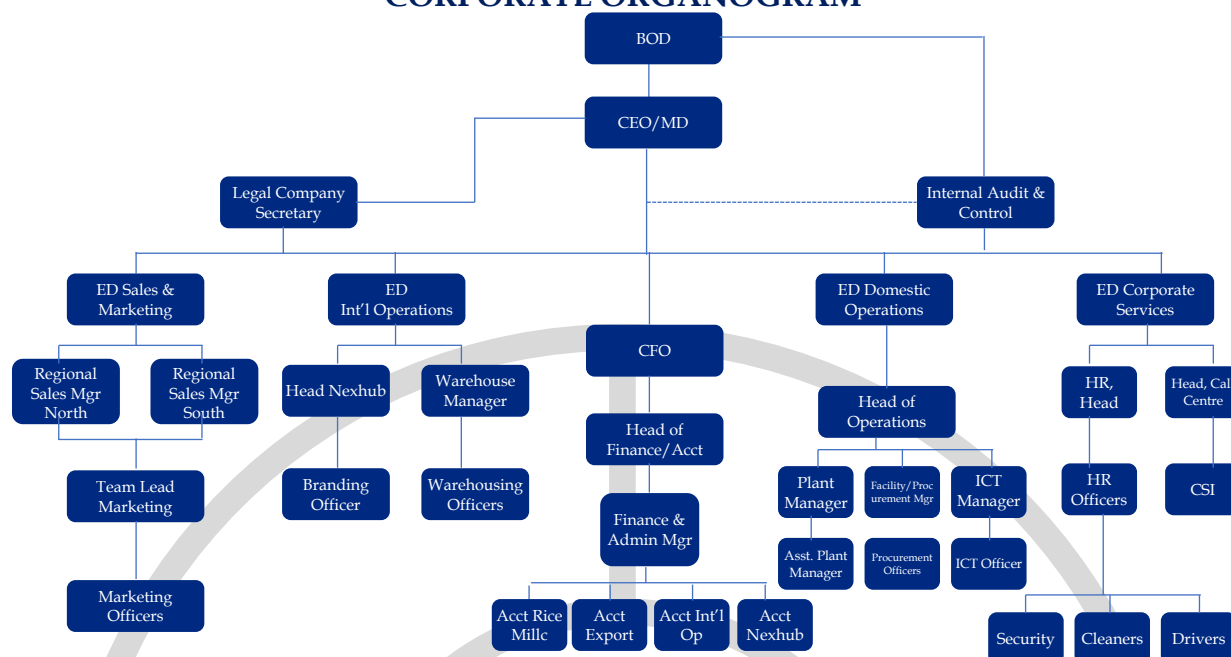 CORPORATE ORGANOGRAM
BOD
CEO/MD
Legal Company
Secretary
Internal Audit &
Control
ED Sales &
Marketing
ED
Int'l Operations
CFO
ED Domestic
Operations
ED Corporate
Services
Regional
Sales Mgr
North
Regional
Sales Mgr
South
Head Nexhub
Warehouse
Manager
Head of
Finance/Acct
Head of
Operations
HR,
Head
Head, Cal
Centre
Team Lead
Marketing
Branding
Officer
Warehousing
Officers
Finance &
Admin Mgr
Plant
Manager
Facility/Proc
urement Mgr
ICT
Manager
HR
Officers
CSI
Asst. Plant
Manager
Procurement
Officers
ICT Officer
Marketing
Officers
Acct Rice
Millc
Acct
Export
Acct Int'l
Op
Acct
Nexhub
Security
Cleaners
Drivers